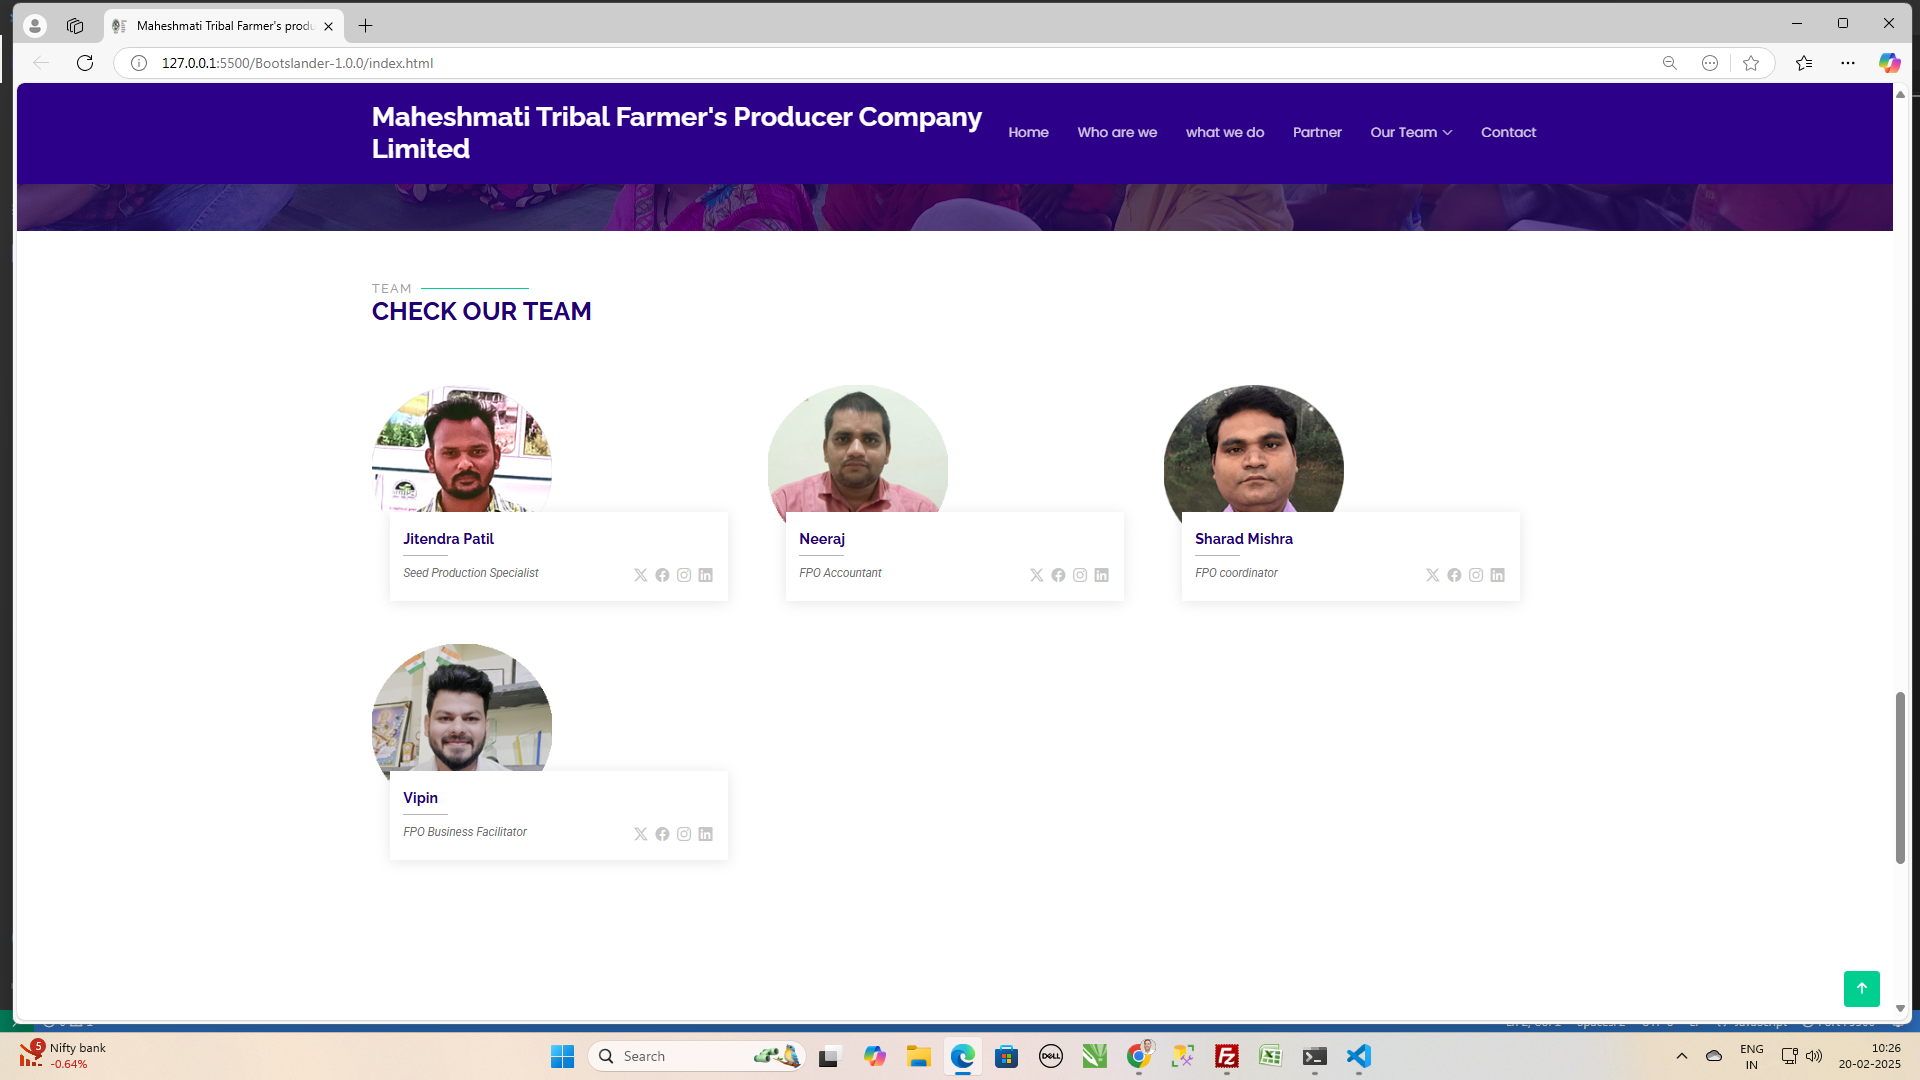 Maheshmati Tribal Farmer's produ
127.0.0.1:5500/Bootslander-1.0.0/index.html
Maheshmati Tribal Farmer's Producer Company
Limited
Home Who are we what we do Partner Our Team Contact
TEAM
CHECK OUR TEAM
Jitendra Patil
Seed Production Specialist
Neeraj
FPO Accountant
Sharad Mishra
FPO coordinator
Vipin
FPO Business Facilitator
5
Nifty bank
-0.64%
Search
DELL
ENG
IN
10:26
20-02-2025